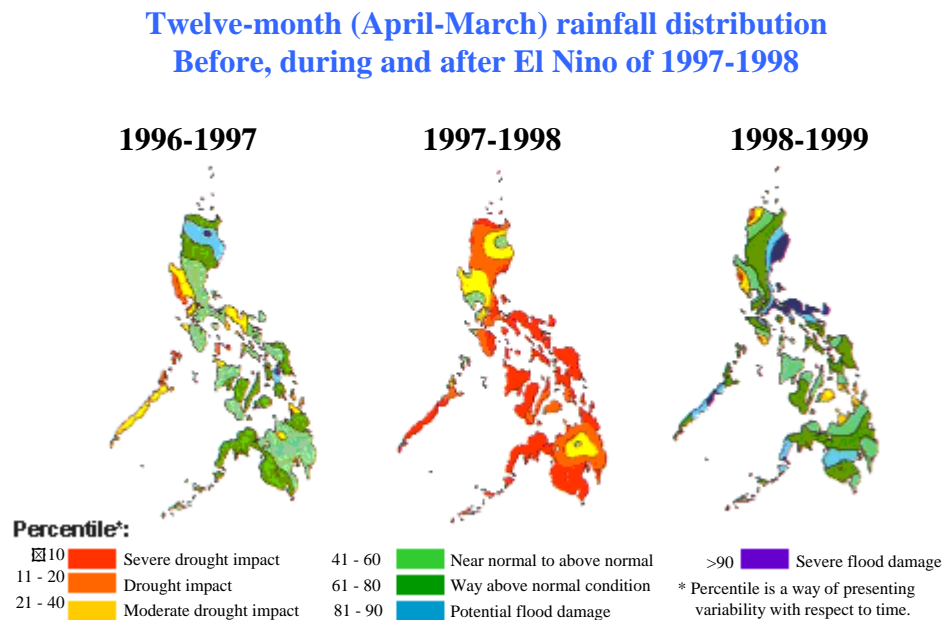 Twelve-month (April-March) rainfall distribution
Before, during and after El Nino of 1997-1998
1996-1997
1997-1998
1998-1999
Percentile*:
☒10 Severe drought impact
11 - 20 Drought impact
21 - 40 Moderate drought impact
41 - 60 Near normal to above normal
61 - 80 Way above normal condition
81 - 90 Potential flood damage
>90 Severe flood damage
* Percentile is a way of presenting
variability with respect to time.